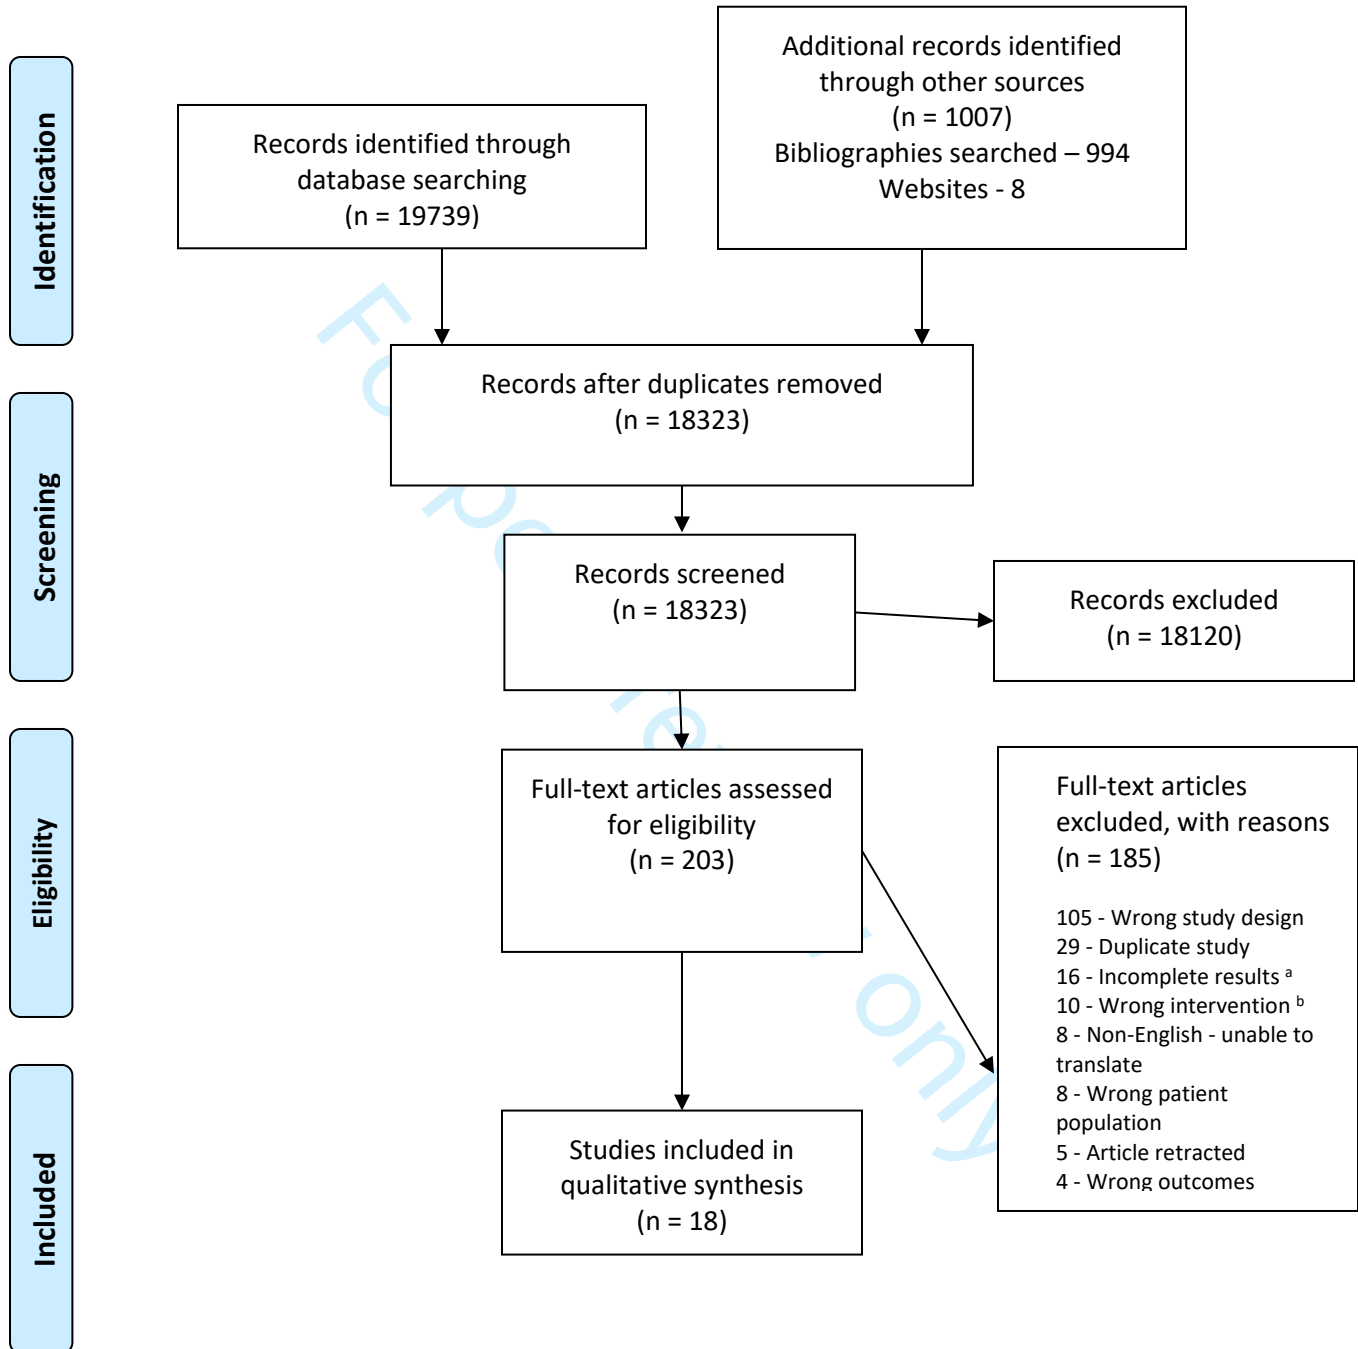 Identification
Records identified through
database searching
(n = 19739)
Additional records identified
through other sources
(n = 1007)
Bibliographies searched – 994
Websites - 8
Records after duplicates removed
(n = 18323)
Screening
Records screened
(n = 18323)
Records excluded
(n = 18120)
Eligibility
Full-text articles assessed
for eligibility
(n = 203)
Full-text articles
excluded, with reasons
(n = 185)
105 - Wrong study design
29 - Duplicate study
16 - Incomplete results ᵃ
10 - Wrong intervention ᵇ
8 - Non-English - unable to
translate
8 - Wrong patient
population
5 - Article retracted
4 - Wrong outcomes
Included
Studies included in
qualitative synthesis
(n = 18)
only